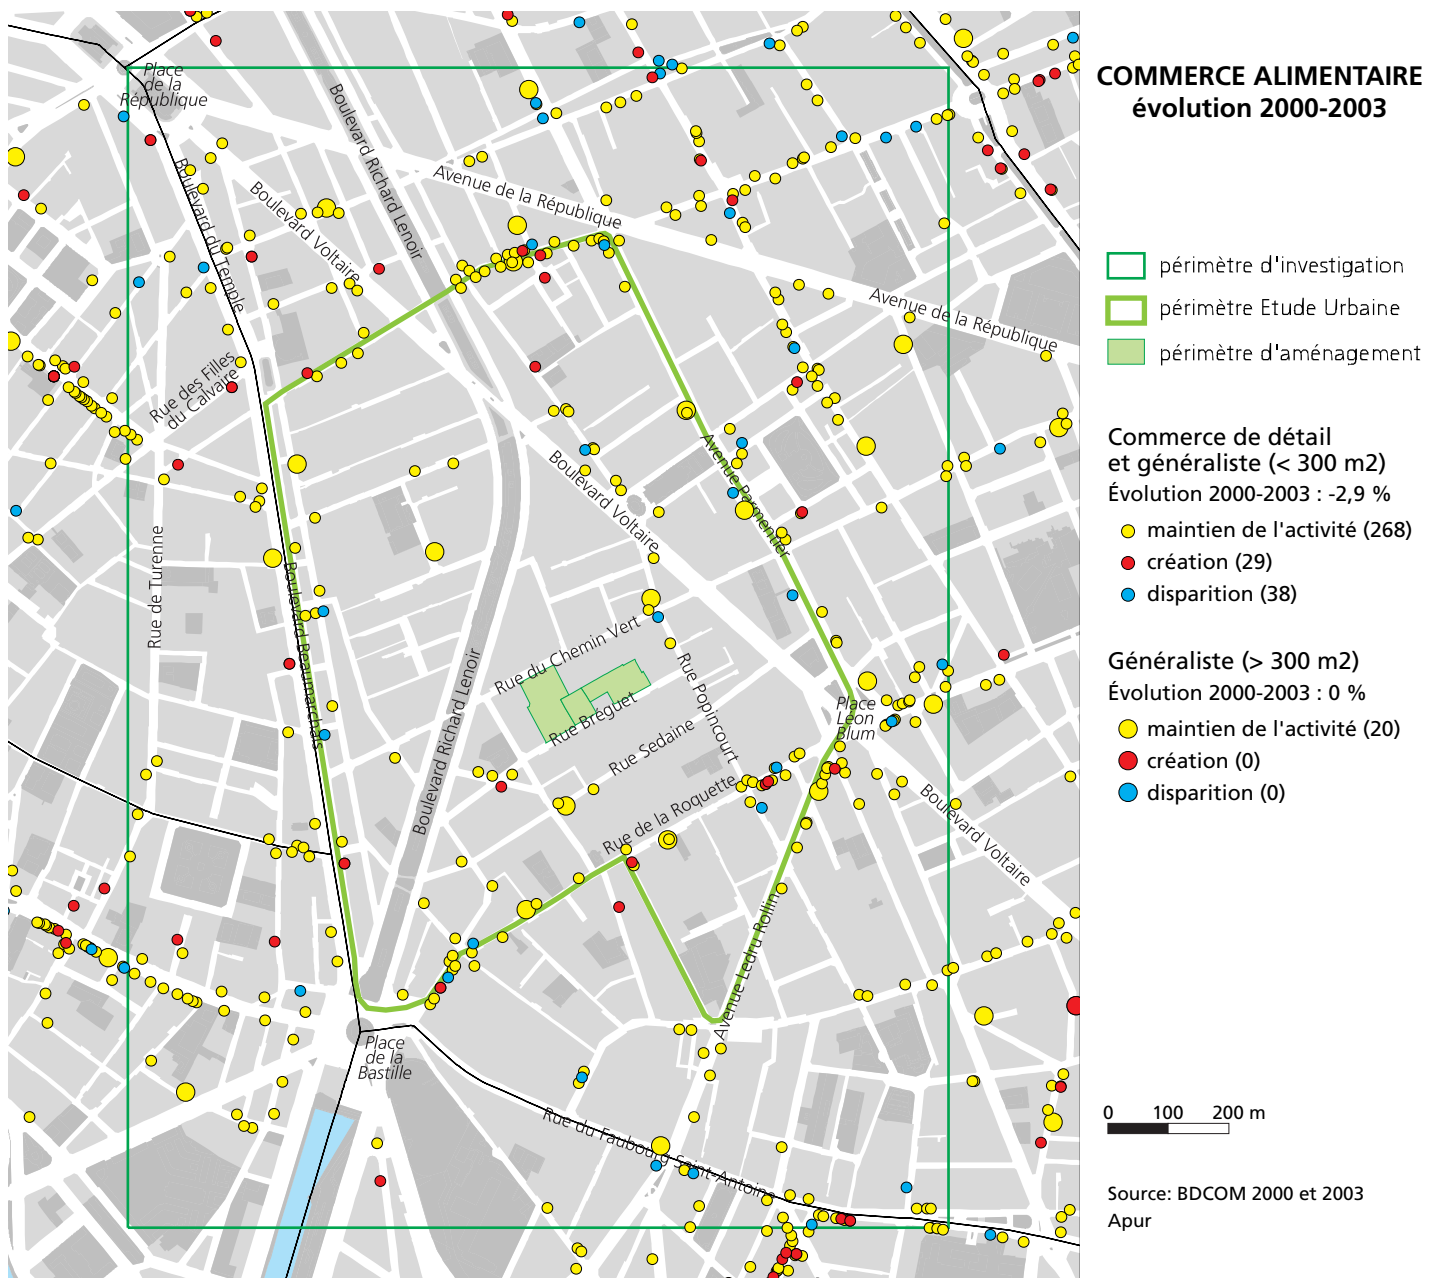 COMMERCE ALIMENTAIRE
évolution 2000-2003
périmètre d'investigation
périmètre Etude Urbaine
périmètre d'aménagement
Commerce de détail
et généraliste (< 300 m2)
Évolution 2000-2003 : -2,9 %
maintien de l'activité (268)
création (29)
disparition (38)
Généraliste (> 300 m2)
Évolution 2000-2003 : 0 %
maintien de l'activité (20)
création (0)
disparition (0)
0 100 200 m
Source: BDCOM 2000 et 2003
Apur
Place
de la
République
Boulevard Richard Lenoir
Avenue de la République
Boulevard du Temple
Boulevard Voltaire
Avenue de la République
Rue des Filles
du Calvaire
Avenue Parmentier
Boulevard Voltaire
Rue de Turenne
Boulevard Beaumarchais
Rue du Chemin Vert
Rue Popincourt
Boulevard Richard Lenoir
Rue Bréguet
Rue Sedaine
Place
Léon
Blum
Rue de la Roquette
Boulevard Voltaire
Avenue Ledru Rollin
Place
de la
Bastille
Rue du Faubourg Saint-Antoine